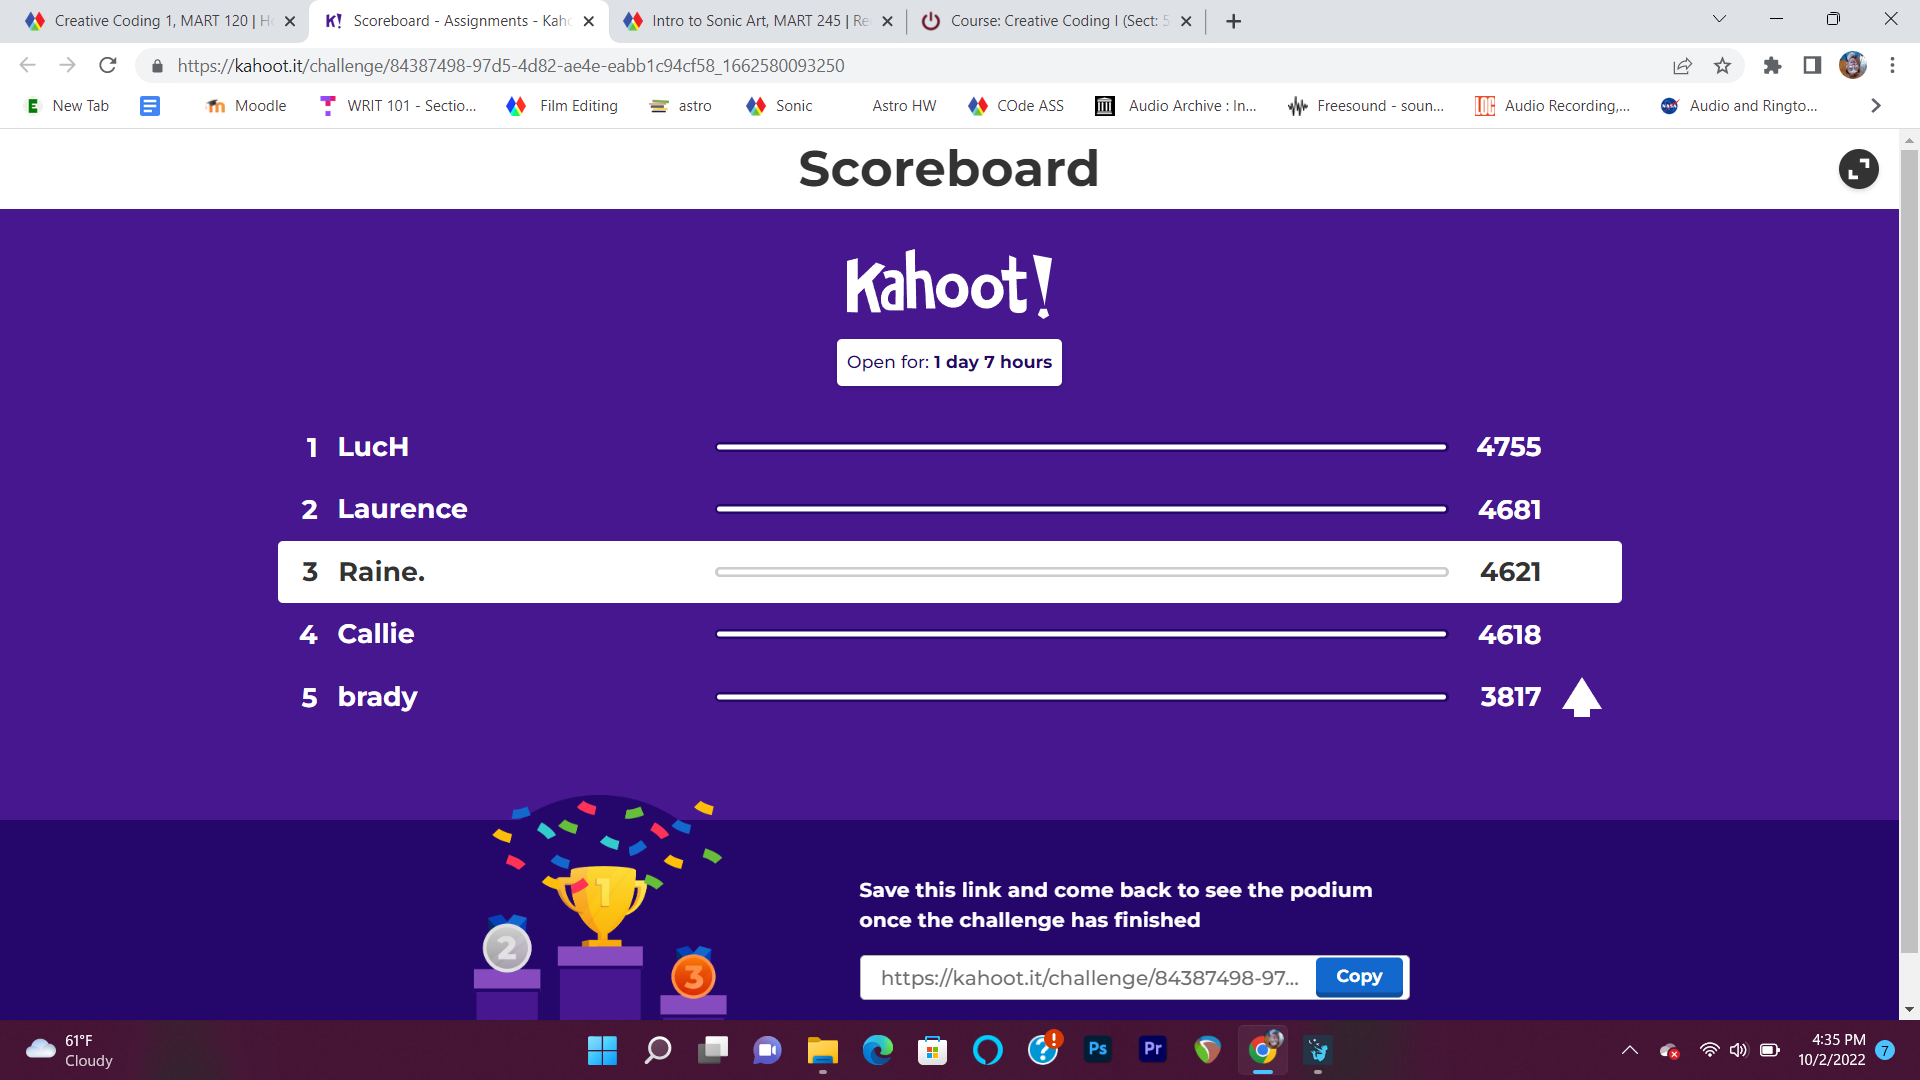 Creative Coding 1, MART 120 | H
Scoreboard - Assignments - Kah
Intro to Sonic Art, MART 245 | Re
Course: Creative Coding I (Sect: 5
https://kahoot.it/challenge/84387498-97d5-4d82-ae4e-eabb1c94cf58_1662580093250
New Tab
Moodle
WRIT 101 - Sectio...
Film Editing
astro
Sonic
Astro HW
COde ASS
Audio Archive : In...
Freesound - soun...
Audio Recording,...
Audio and Ringto...
Scoreboard
Kahoot!
Open for: 1 day 7 hours
1 LucH 4755
2 Laurence 4681
3 Raine. 4621
4 Callie 4618
5 brady 3817
1
2
3
Save this link and come back to see the podium
once the challenge has finished
https://kahoot.it/challenge/84387498-97...
Copy
61°F
Cloudy
Ps
Pr
4:35 PM
10/2/2022
7